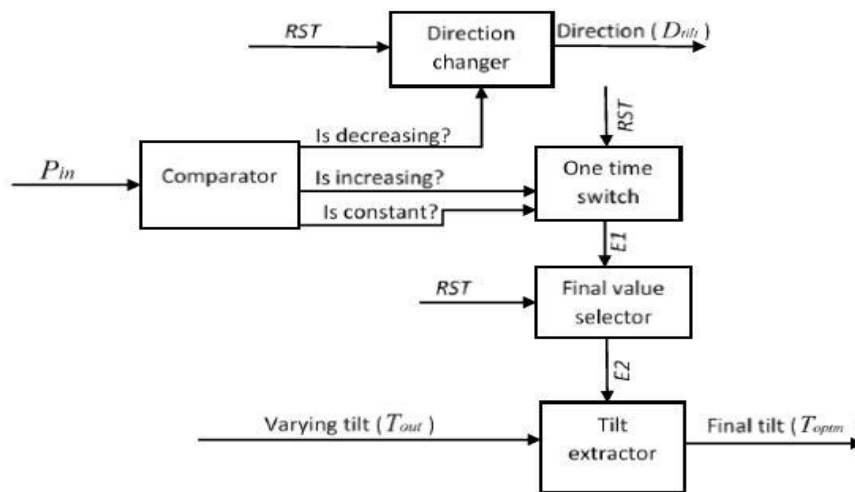 RST
Direction
changer
Direction (Dtilt)
RST
Is decreasing?
Pin
Comparator
Is increasing?
Is constant?
One time
switch
E1
RST
Final value
selector
E2
Varying tilt (Tout)
Tilt
extractor
Final tilt (Toptm